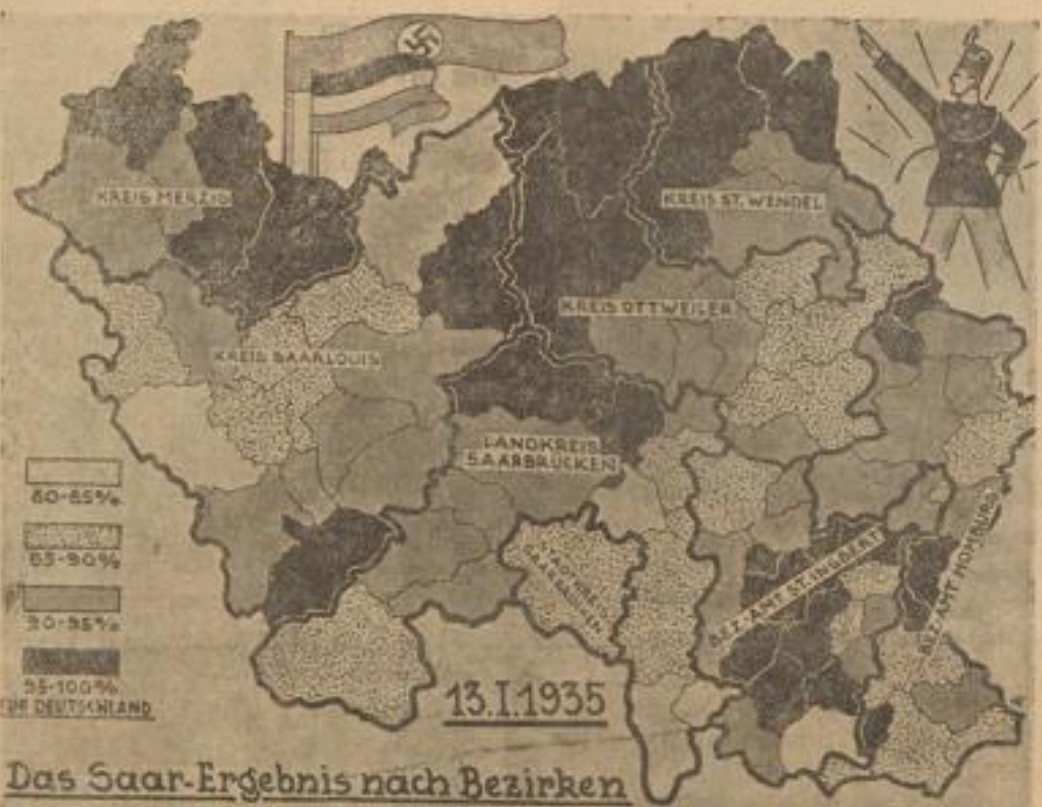 KREIS MERZIG
KREIS ST. WENDEL
KREIS OTTWEILER
KREIS SAARLOUIS
LANDKREIS
SAARBRÜCKEN
STADTKREIS
SAARBRÜCKEN
BEZ.-AMT ST. INGBERT
BEZ.-AMT HOMBURG
80-85%
85-90%
90-95%
95-100%
FÜR DEUTSCHLAND
13.I.1935
Das Saar-Ergebnis nach Bezirken